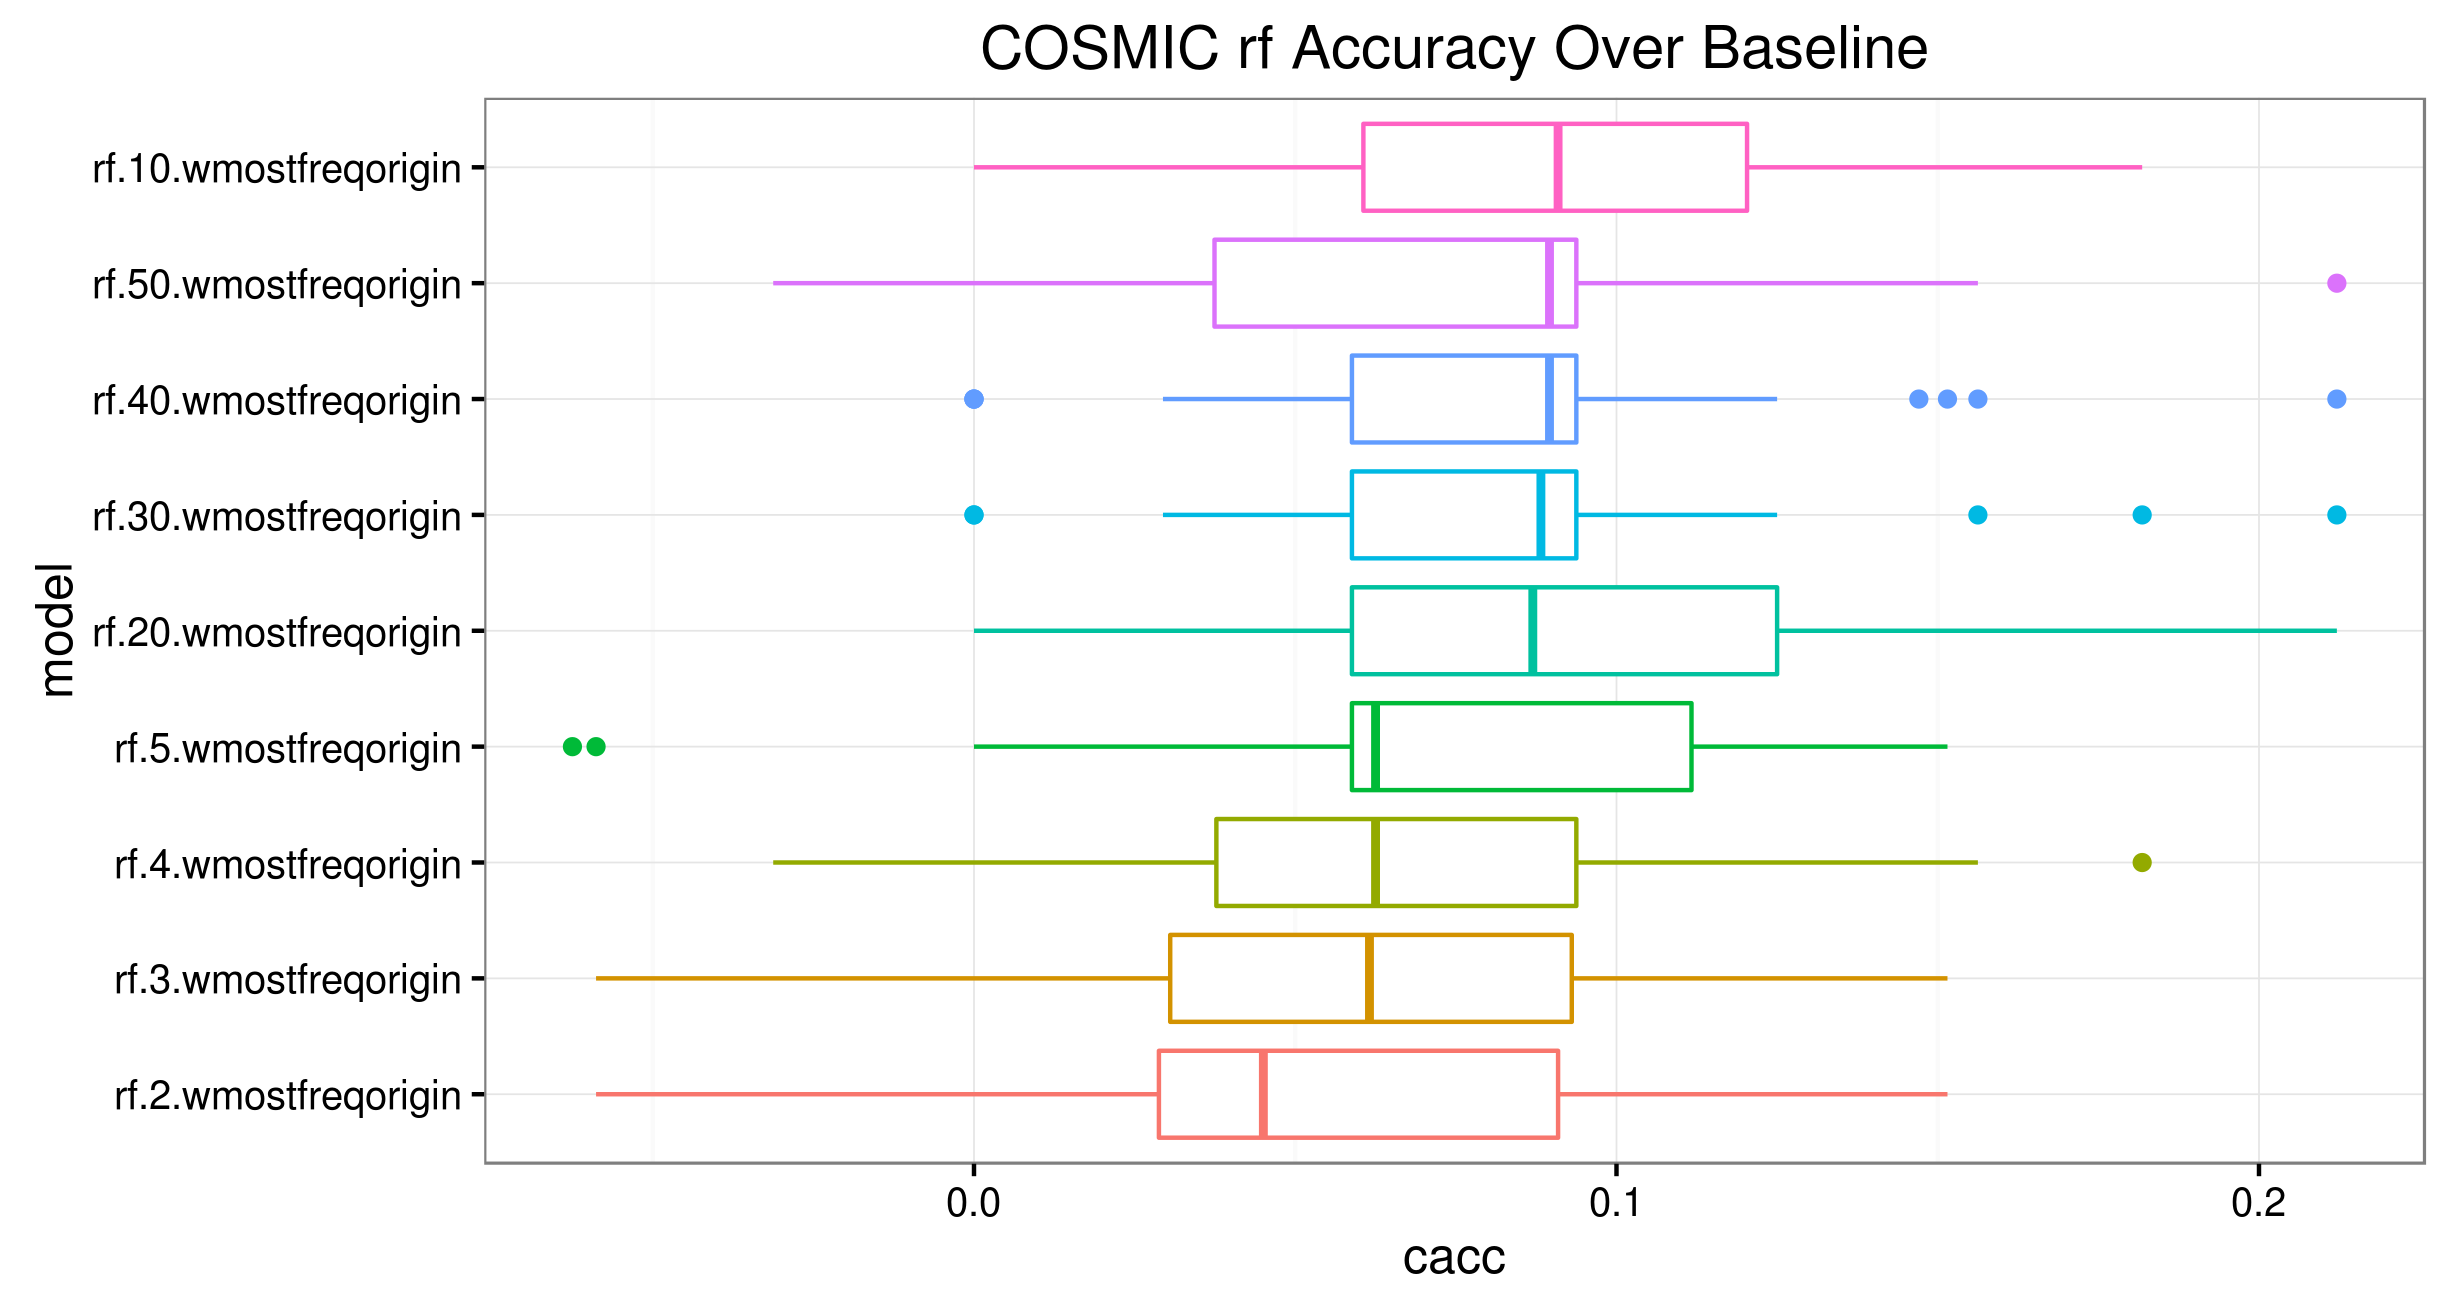 COSMIC rf Accuracy Over Baseline
rf.10.wmostfreqorigin
rf.50.wmostfreqorigin
rf.40.wmostfreqorigin
rf.30.wmostfreqorigin
rf.20.wmostfreqorigin
rf.5.wmostfreqorigin
rf.4.wmostfreqorigin
rf.3.wmostfreqorigin
rf.2.wmostfreqorigin
model
0.0 0.1 0.2
cacc